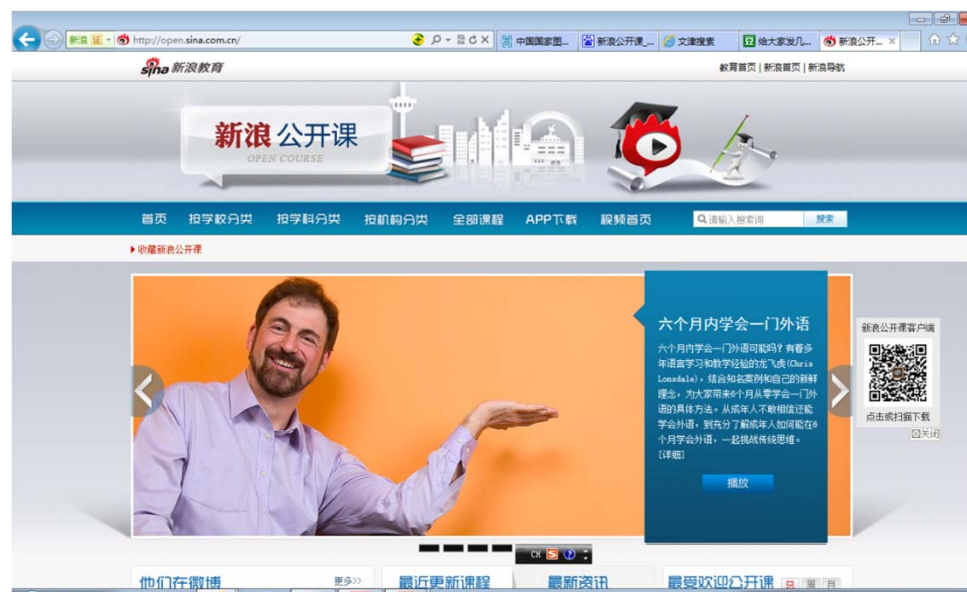 新浪 证
http://open.sina.com.cn/
中国国家图...
新浪公开课_...
文津搜索
给大家发几...
新浪公开...
sina 新浪教育
教育首页 | 新浪首页 | 新浪导航
新浪 公开课
OPEN COURSE
首页 按学校分类 按学科分类 按机构分类 全部课程 APP下载 视频首页
请输入搜索词 搜索
收藏新浪公开课
六个月内学会一门外语
六个月内学会一门外语可能吗？有着多
年语言学习和教学经验的龙飞虎(Chris
Lonsdale)，结合知名案例和自己的新鲜
理念，为大家带来6个月从零学会一门外
语的具体方法。从成年人不敢相信还能
学会外语，到充分了解成年人如何能在6
个月学会外语，一起挑战传统思维。
[详细]
播放
新浪公开课客户端
点击或扫描下载
关闭
CH S
他们在微博 更多>>
最近更新课程
最新资讯
最受欢迎公开课 总 周 月